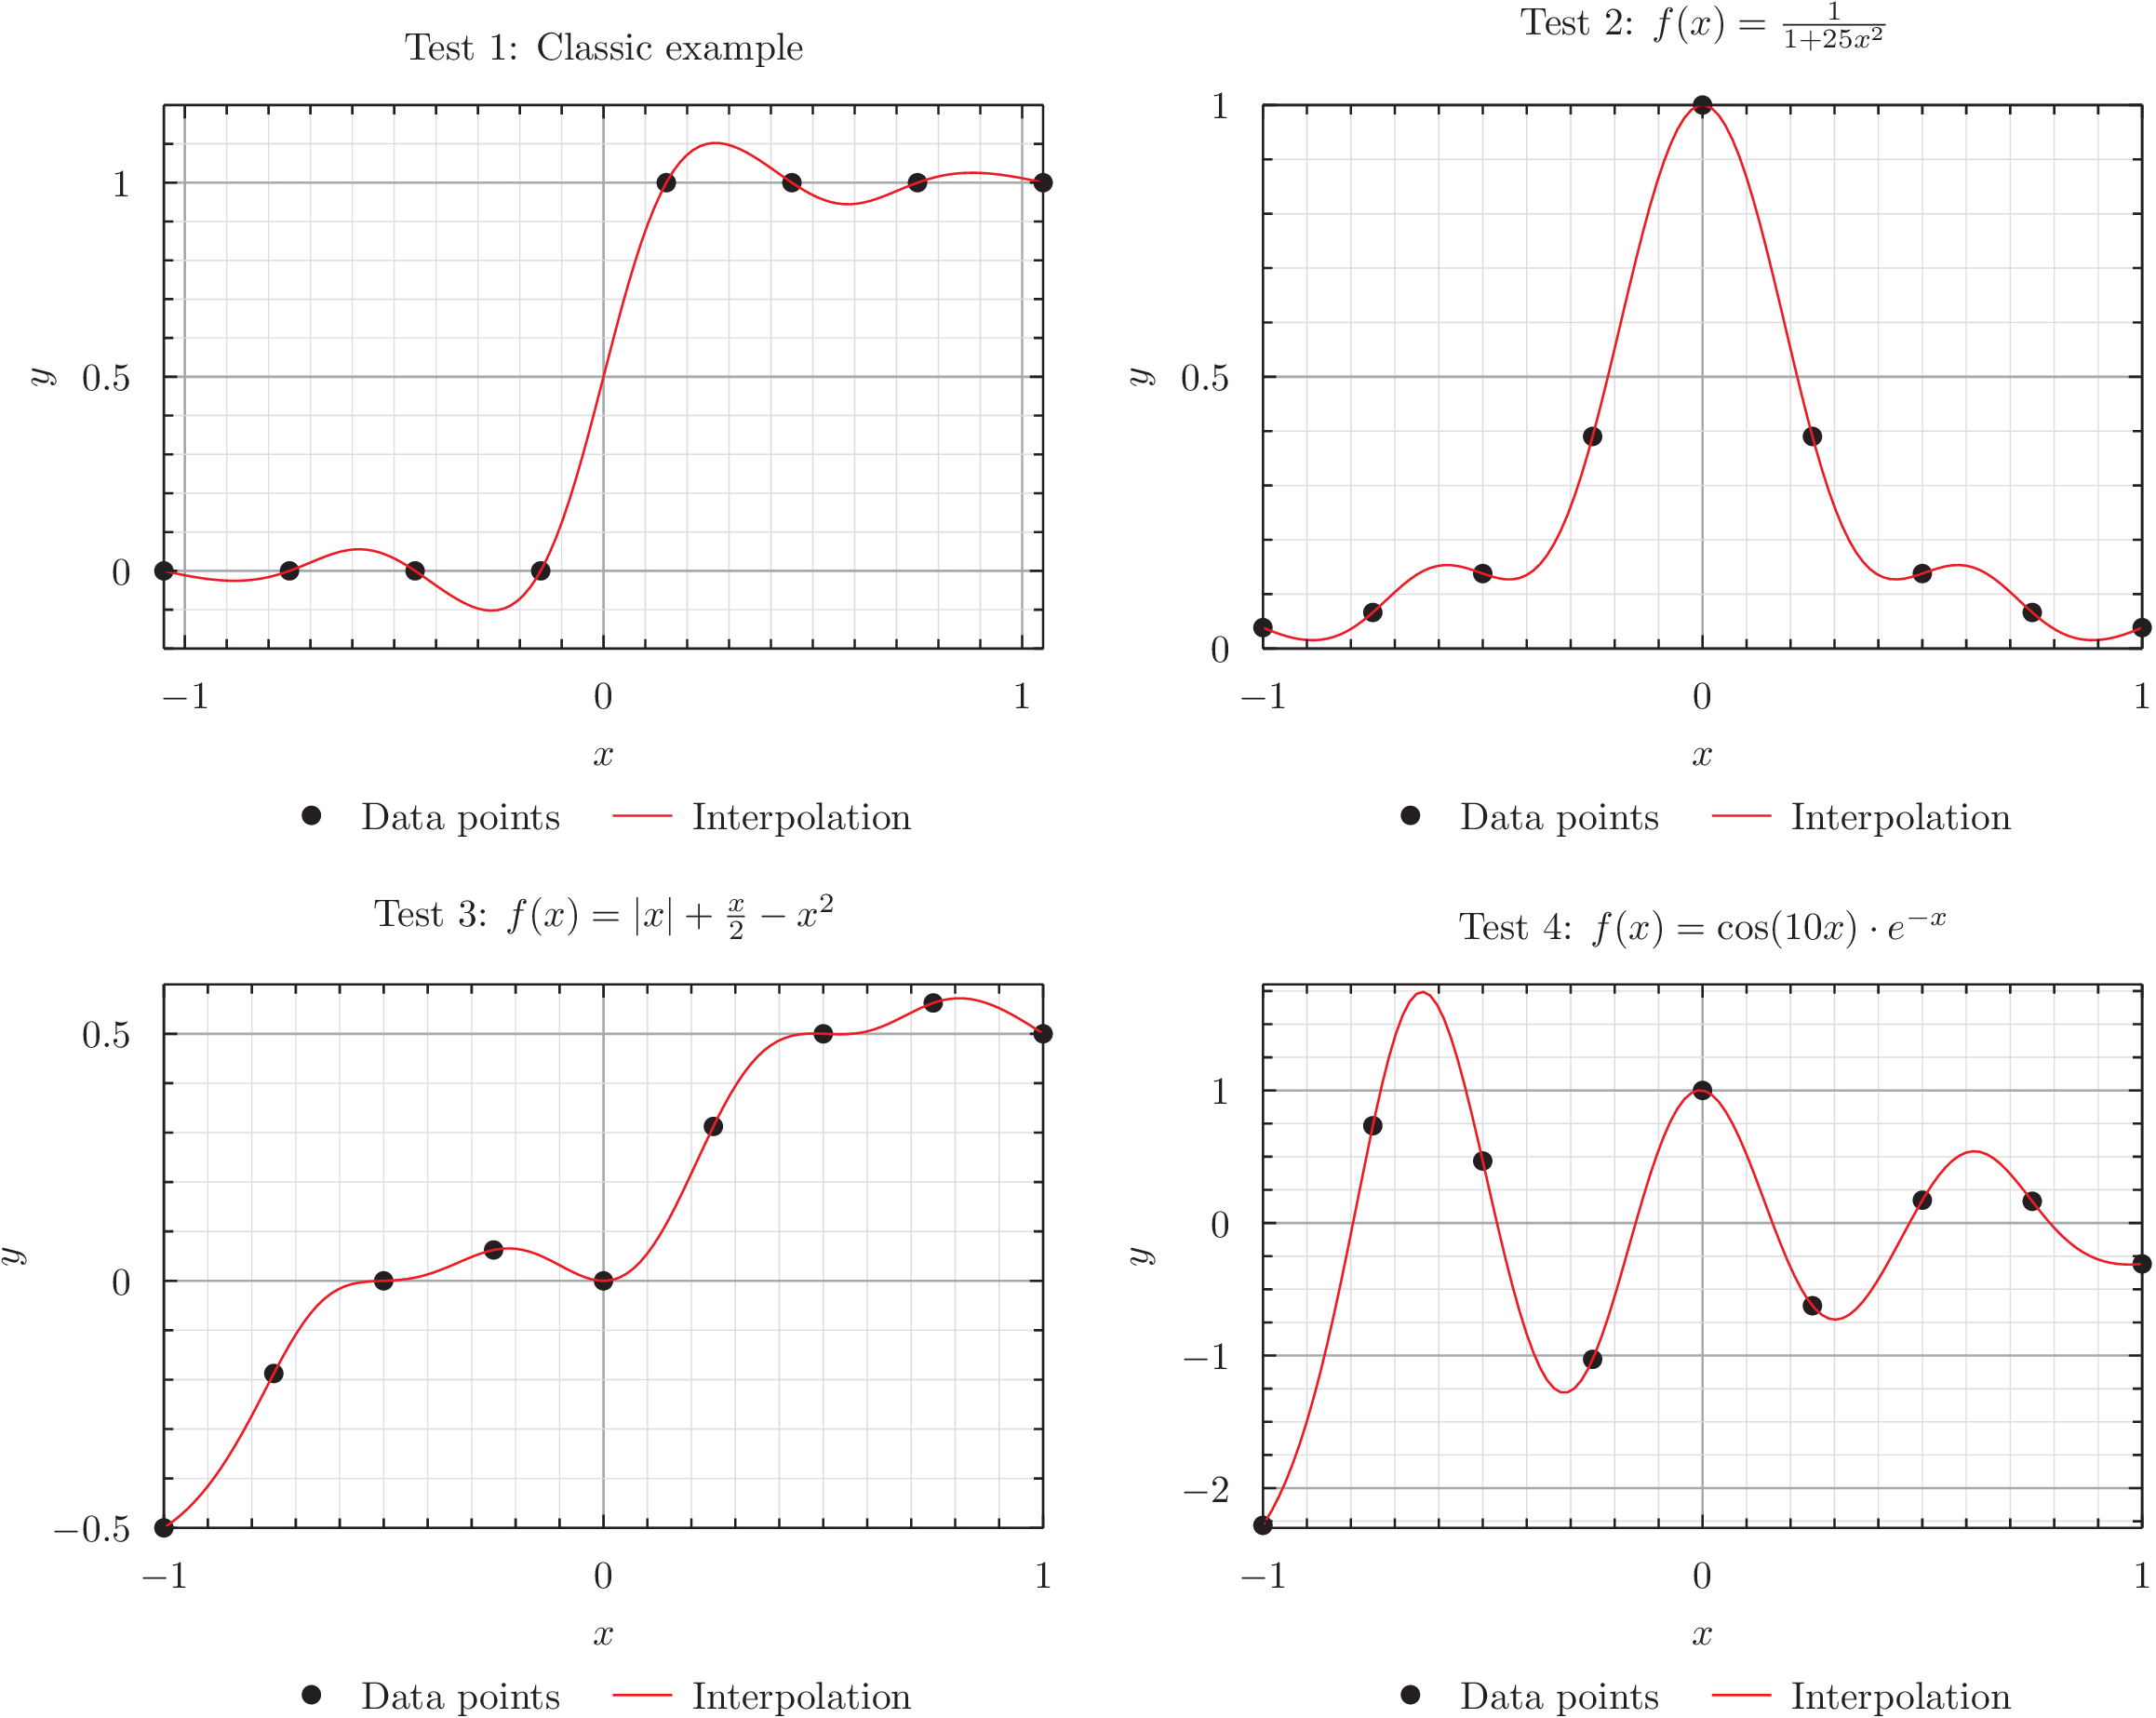 Test 1: Classic example
1
0.5
0
y
−1 0 1
x
Data points Interpolation
Test 2: f(x) = 1/(1+25x²)
1
0.5
0
y
−1 0 1
x
Data points Interpolation
Test 3: f(x) = |x| + x/2 − x²
0.5
0
−0.5
y
−1 0 1
x
Data points Interpolation
Test 4: f(x) = cos(10x) · e⁻ˣ
1
0
−1
−2
y
−1 0 1
x
Data points Interpolation